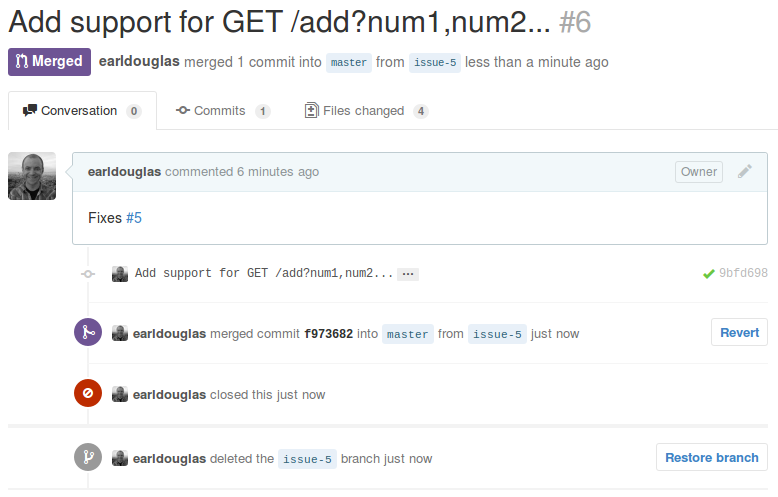 Add support for GET /add?num1,num2... #6
Merged earldouglas merged 1 commit into master from issue-5 less than a minute ago
Conversation 0 Commits 1 Files changed 4
earldouglas commented 6 minutes ago Owner
Fixes #5
Add support for GET /add?num1,num2... ... 9bfd698
earldouglas merged commit f973682 into master from issue-5 just now Revert
earldouglas closed this just now
earldouglas deleted the issue-5 branch just now Restore branch